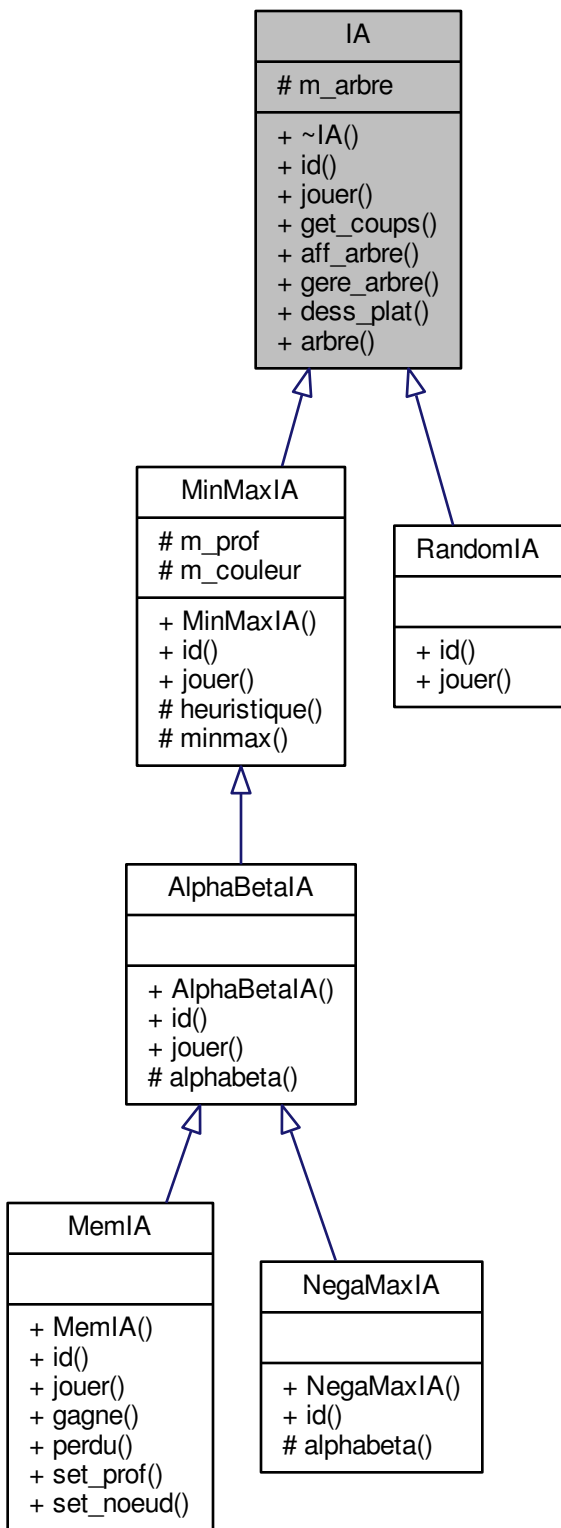 IA
# m_arbre
+ ~IA()
+ id()
+ jouer()
+ get_coups()
+ aff_arbre()
+ gere_arbre()
+ dess_plat()
+ arbre()
MinMaxIA
# m_prof
# m_couleur
+ MinMaxIA()
+ id()
+ jouer()
# heuristique()
# minmax()
RandomIA
+ id()
+ jouer()
AlphaBetaIA
+ AlphaBetaIA()
+ id()
+ jouer()
# alphabeta()
MemIA
+ MemIA()
+ id()
+ jouer()
+ gagne()
+ perdu()
+ set_prof()
+ set_noeud()
NegaMaxIA
+ NegaMaxIA()
+ id()
# alphabeta()